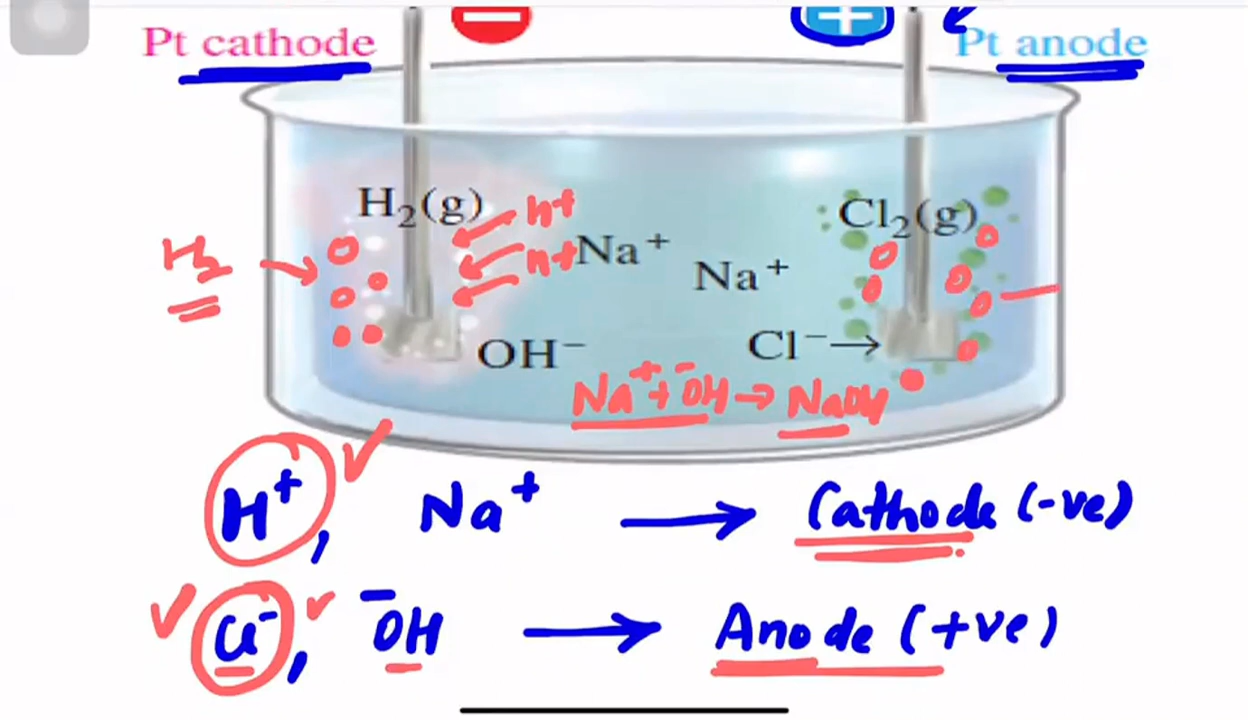 Pt cathode
Pt anode
H₂(g)
h+
Cl₂(g)
H₂
h+
Na⁺
Na⁺
OH⁻
Cl⁻→
Na⁺ + ⁻OH → NaOH
H⁺, Na⁺ → Cathode (-ve)
Cl⁻, ⁻OH → Anode (+ve)